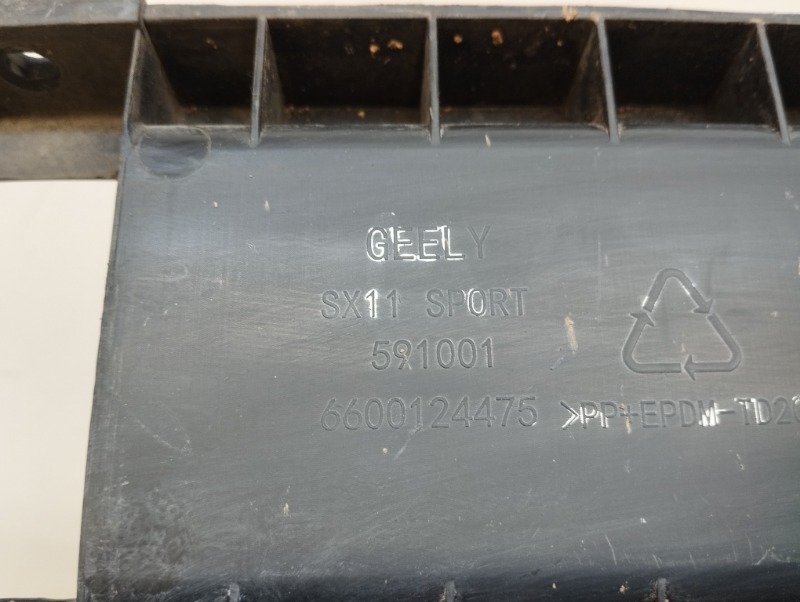 GEELY
SX11 SPORT
591001
6600124475 >PP+EPDM-TD20